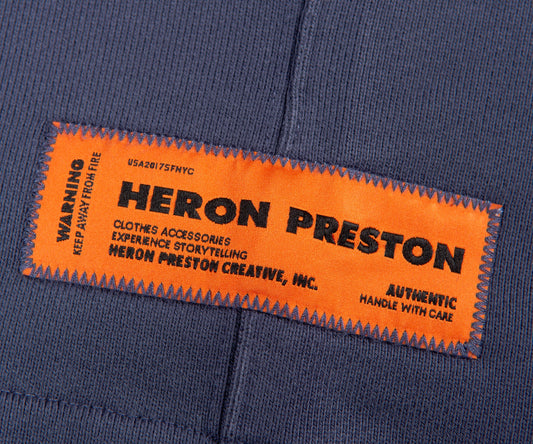 WARNING
KEEP AWAY FROM FIRE
USA2017SFNYC
HERON PRESTON
CLOTHES ACCESSORIES
EXPERIENCE STORYTELLING
HERON PRESTON CREATIVE, INC.
AUTHENTIC
HANDLE WITH CARE